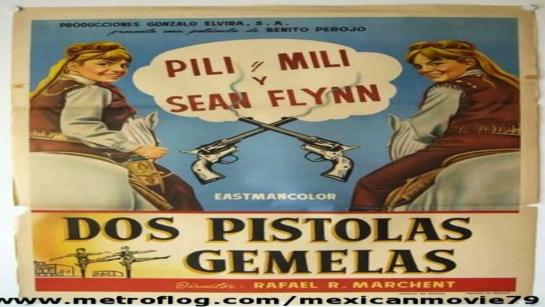 PRODUCCIONES GONZALO ELVIRA, S. A.
presenta una película de BENITO PEROJO
PILI y MILI
Y
SEAN FLYNN
EASTMANCOLOR
DOS PISTOLAS
GEMELAS
Director: RAFAEL R. MARCHENT
www.metroflog.com/mexicanmovie79